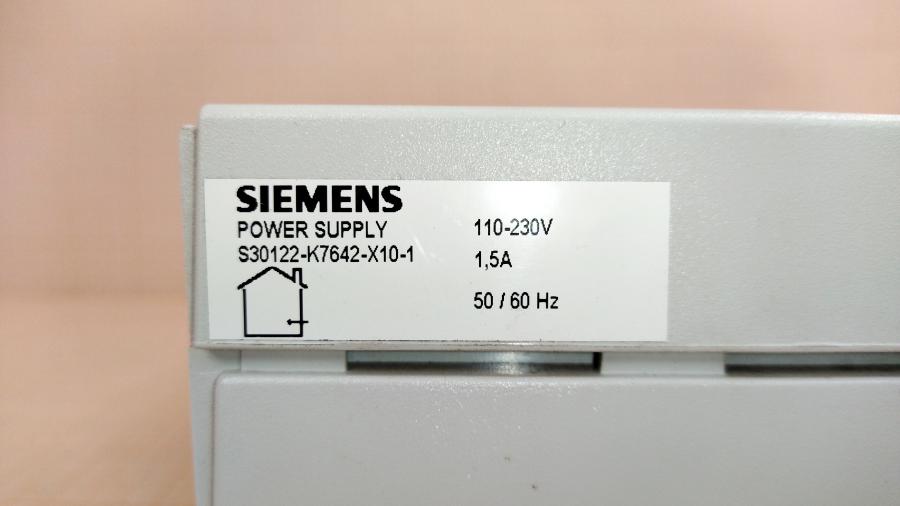 SIEMENS
POWER SUPPLY
S30122-K7642-X10-1
110-230V
1,5A
50 / 60 Hz